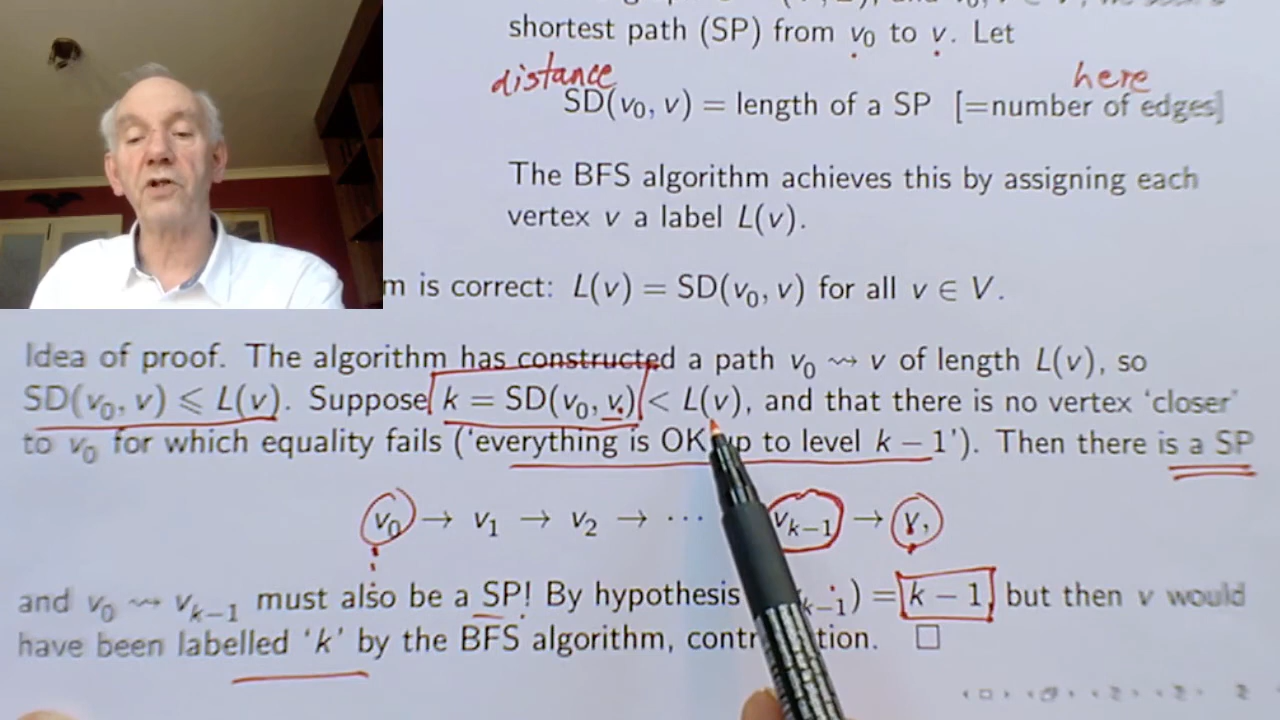 shortest path (SP) from v₀ to v. Let
distance here
SD(v₀, v) = length of a SP [=number of edges]
The BFS algorithm achieves this by assigning each
vertex v a label L(v).
m is correct: L(v) = SD(v₀, v) for all v ∈ V.
Idea of proof. The algorithm has constructed a path v₀ ⇝ v of length L(v), so
SD(v₀, v) ⩽ L(v). Suppose k = SD(v₀, v) < L(v), and that there is no vertex ‘closer’
to v₀ for which equality fails (‘everything is OK up to level k − 1’). Then there is a SP
v₀ → v₁ → v₂ → ⋯ vₖ₋₁ → v,
and v₀ ⇝ vₖ₋₁ must also be a SP! By hypothesis ₖ₋₁) = k − 1 but then v would
have been labelled ‘k’ by the BFS algorithm, □